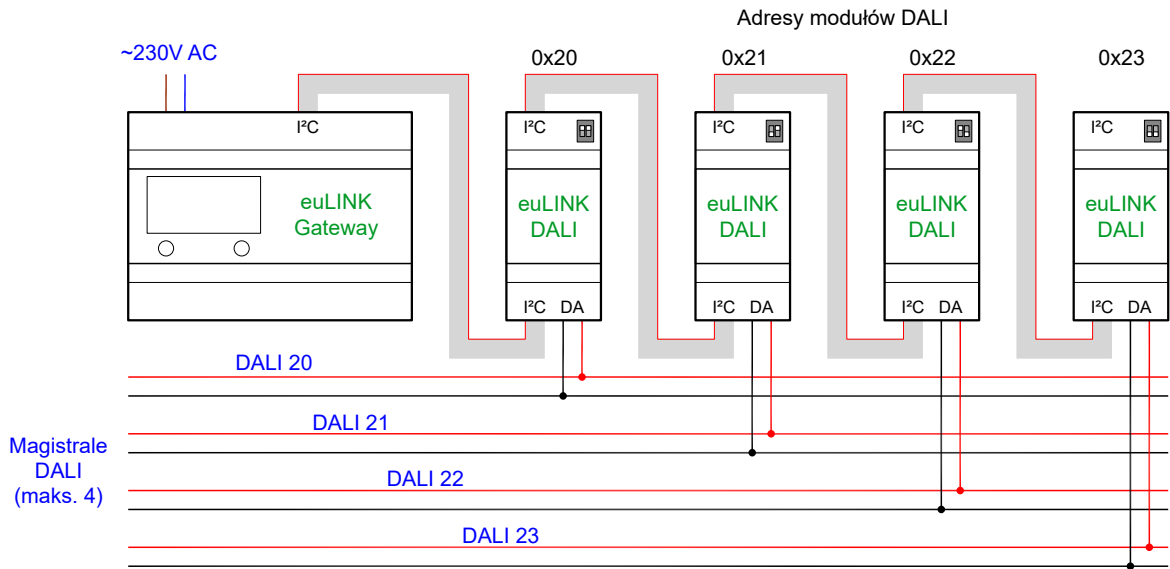 Adresy modułów DALI
~230V AC
0x20
0x21
0x22
0x23
I²C
I²C
I²C
I²C
I²C
euLINK
Gateway
euLINK
DALI
euLINK
DALI
euLINK
DALI
euLINK
DALI
I²C DA
I²C DA
I²C DA
I²C DA
DALI 20
DALI 21
Magistrale
DALI
(maks. 4)
DALI 22
DALI 23